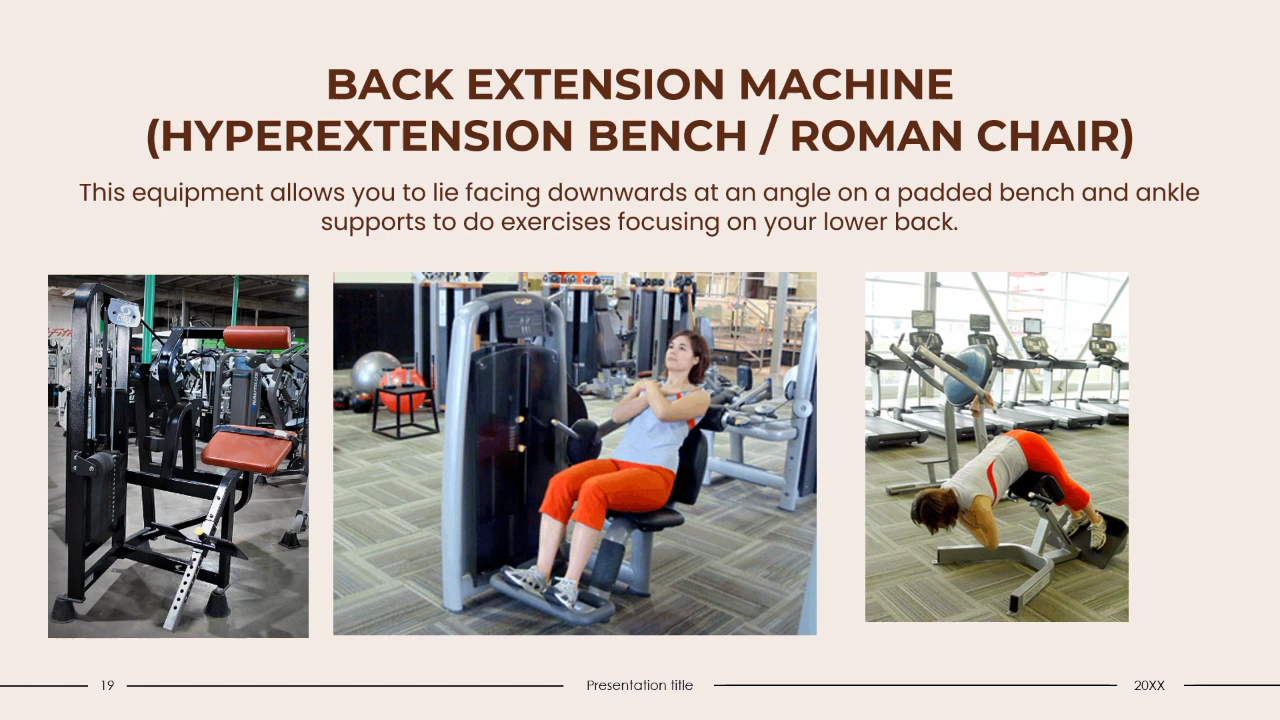 BACK EXTENSION MACHINE
(HYPEREXTENSION BENCH / ROMAN CHAIR)
This equipment allows you to lie facing downwards at an angle on a padded bench and ankle
supports to do exercises focusing on your lower back.
19
Presentation title
20XX